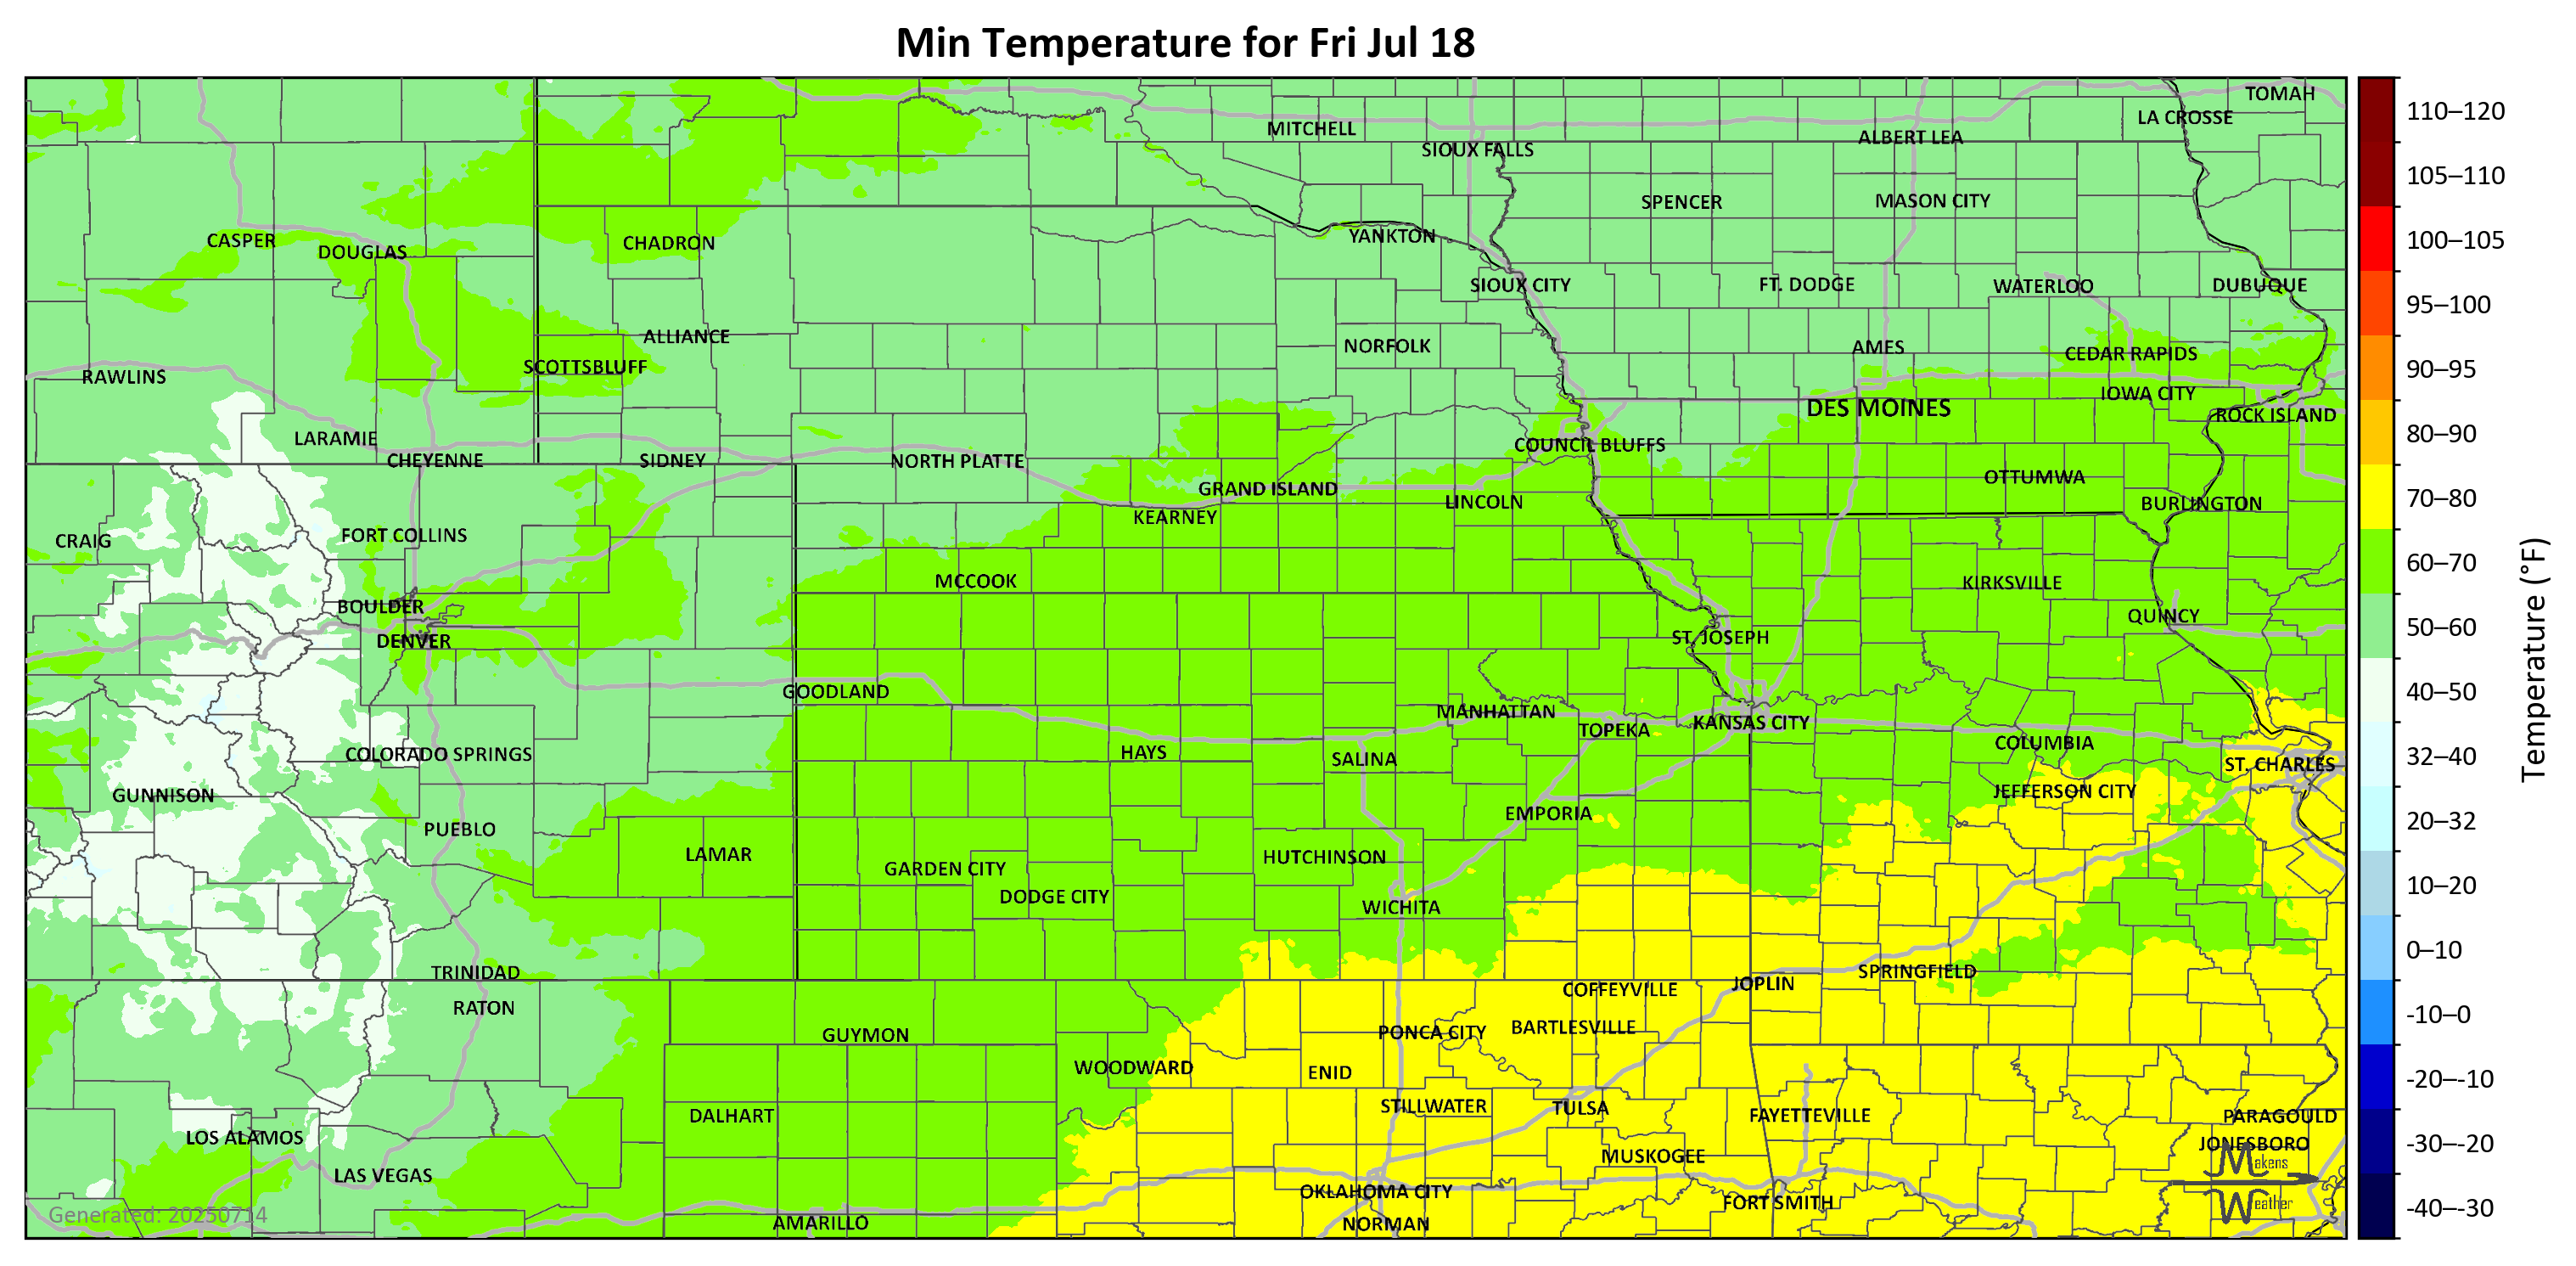 Min Temperature for Fri Jul 18
TOMAH
LA CROSSE
MITCHELL
ALBERT LEA
SIOUX FALLS
SPENCER
MASON CITY
CASPER
DOUGLAS
CHADRON
YANKTON
SIOUX CITY
FT. DODGE
WATERLOO
DUBUQUE
ALLIANCE
NORFOLK
AMES
CEDAR RAPIDS
SCOTTSBLUFF
RAWLINS
IOWA CITY
DES MOINES
ROCK ISLAND
LARAMIE
COUNCIL BLUFFS
CHEYENNE
SIDNEY
NORTH PLATTE
OTTUMWA
GRAND ISLAND
LINCOLN
BURLINGTON
KEARNEY
FORT COLLINS
CRAIG
MCCOOK
KIRKSVILLE
BOULDER
QUINCY
DENVER
ST. JOSEPH
GOODLAND
MANHATTAN
KANSAS CITY
TOPEKA
COLUMBIA
COLORADO SPRINGS
HAYS
SALINA
ST. CHARLES
GUNNISON
JEFFERSON CITY
EMPORIA
PUEBLO
LAMAR
HUTCHINSON
GARDEN CITY
DODGE CITY
WICHITA
TRINIDAD
SPRINGFIELD
JOPLIN
COFFEYVILLE
RATON
BARTLESVILLE
PONCA CITY
GUYMON
WOODWARD
ENID
STILLWATER
TULSA
DALHART
FAYETTEVILLE
PARAGOULD
LOS ALAMOS
JONESBORO
MUSKOGEE
LAS VEGAS
OKLAHOMA CITY
FORT SMITH
AMARILLO
NORMAN
Generated: 20250714
Makens
Weather
110–120
105–110
100–105
95–100
90–95
80–90
70–80
60–70
50–60
40–50
32–40
20–32
10–20
0–10
-10–0
-20–-10
-30–-20
-40–-30
Temperature (°F)